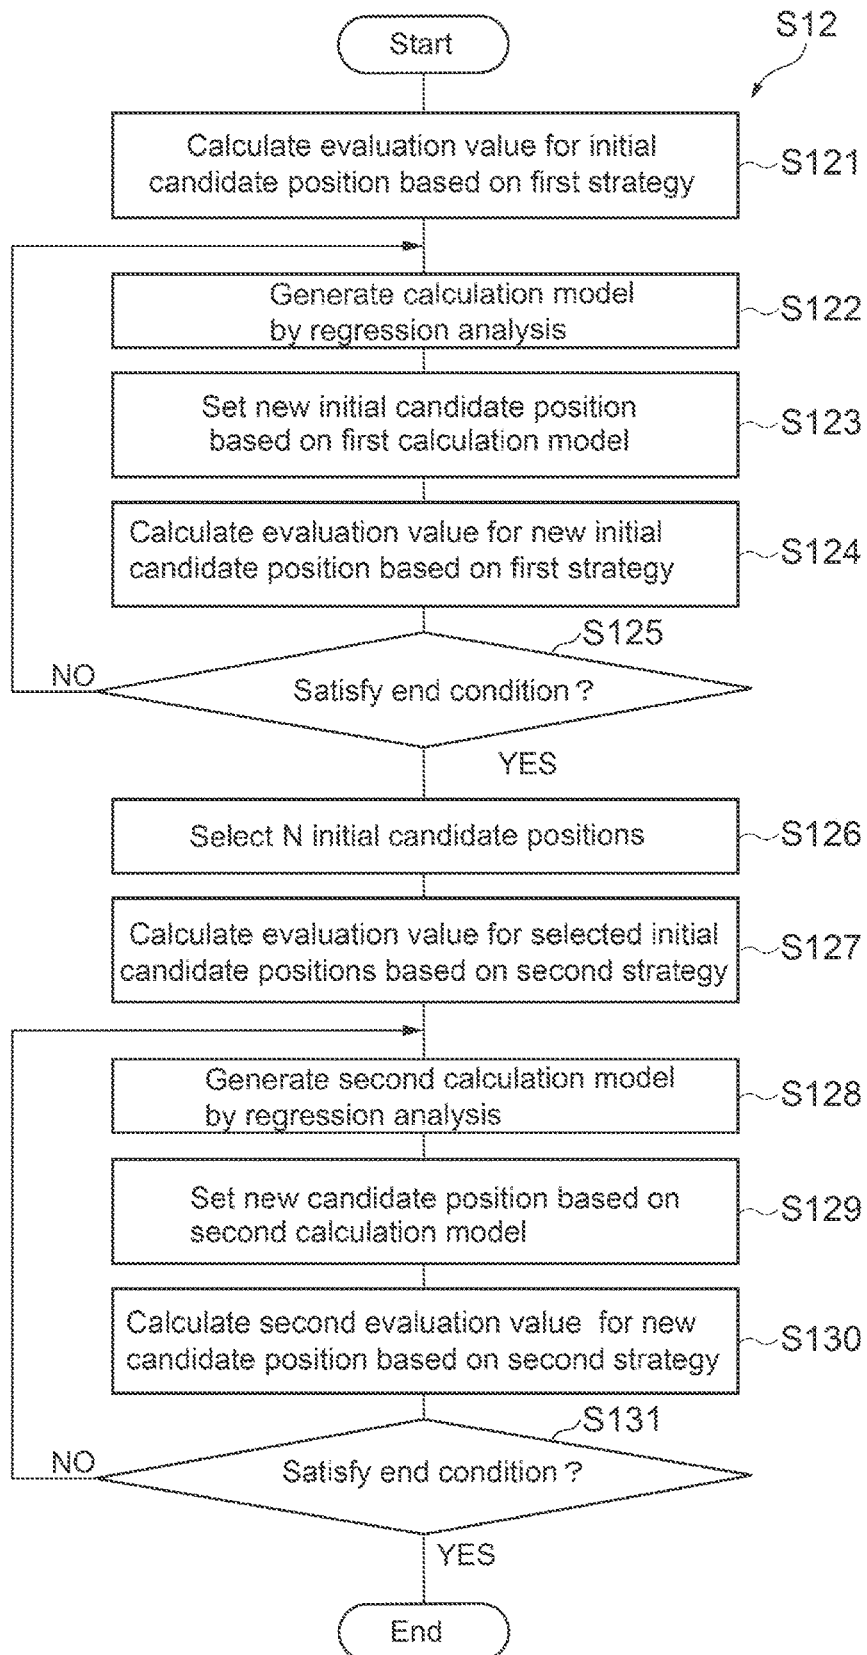 S12
Start
Calculate evaluation value for initial
candidate position based on first strategy
S121
Generate calculation model
by regression analysis
S122
Set new initial candidate position
based on first calculation model
S123
Calculate evaluation value for new initial
candidate position based on first strategy
S124
S125
NO
Satisfy end condition ?
YES
Select N initial candidate positions
S126
Calculate evaluation value for selected initial
candidate positions based on second strategy
S127
Generate second calculation model
by regression analysis
S128
Set new candidate position based on
second calculation model
S129
Calculate second evaluation value for new
candidate position based on second strategy
S130
S131
NO
Satisfy end condition ?
YES
End